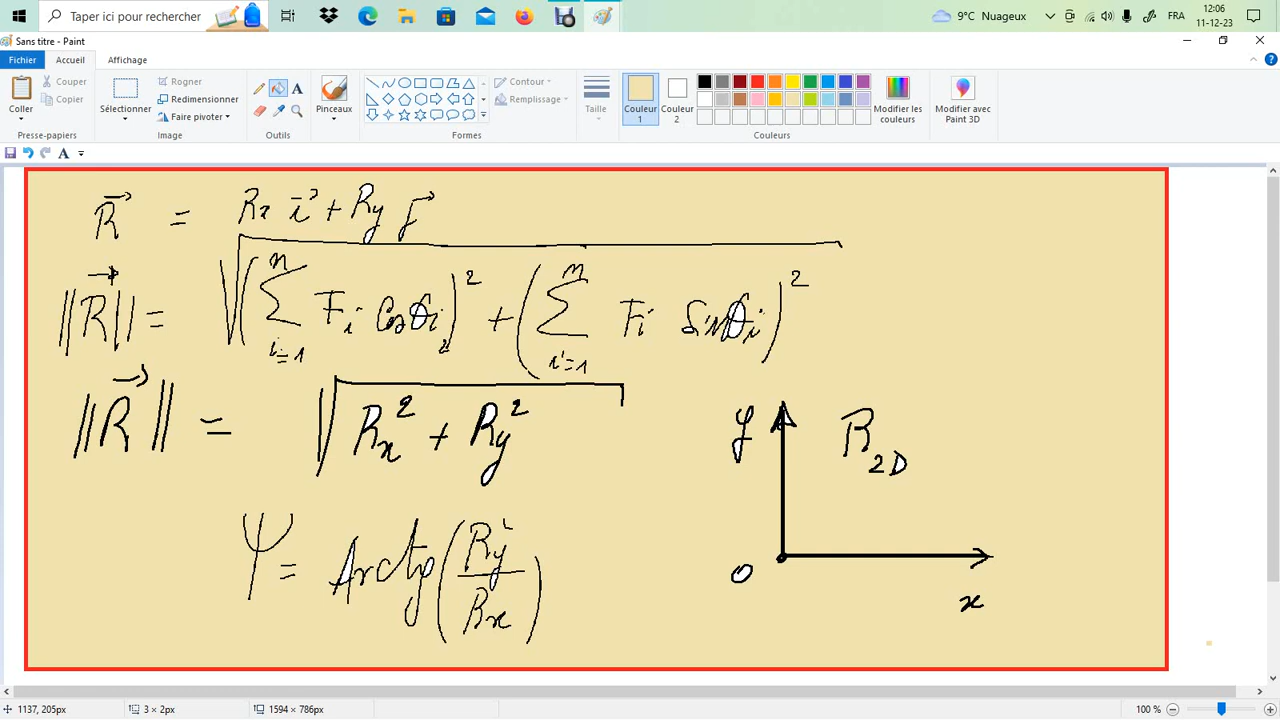 Taper ici pour rechercher
9°C Nuageux
FRA
12:06
11-12-23
Sans titre - Paint
Fichier
Accueil
Affichage
Coller
Couper
Copier
Presse-papiers
Sélectionner
Rogner
Redimensionner
Faire pivoter
Image
A
Outils
Pinceaux
Contour
Remplissage
Formes
Taille
Couleur 1
Couleur 2
Modifier les couleurs
Couleurs
Modifier avec Paint 3D
R⃗ = Rx i⃗ + Ry j⃗
||R⃗|| = √((∑_{i=1}^{n} Fi Cosθi)² + (∑_{i=1}^{n} Fi Sinθi)²)
||R⃗|| = √(Rx² + Ry²)
y R2D
Ψ = Arctg(Ry/Rx)
O
x
1137, 205px
3 × 2px
1594 × 786px
100 %